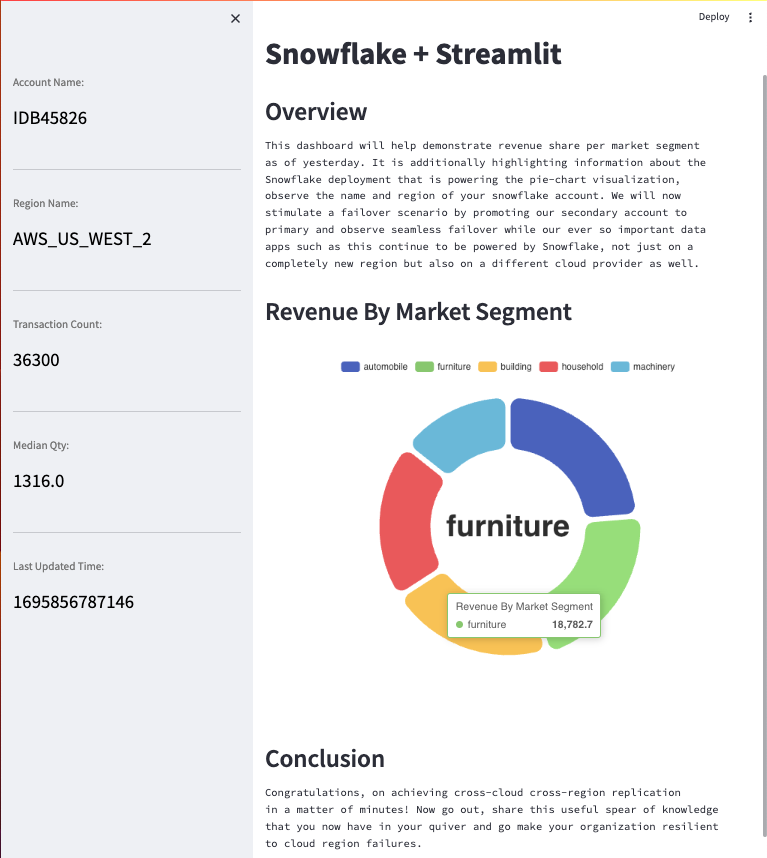 Deploy
Account Name:
IDB45826
Region Name:
AWS_US_WEST_2
Transaction Count:
36300
Median Qty:
1316.0
Last Updated Time:
1695856787146
Snowflake + Streamlit
Overview
This dashboard will help demonstrate revenue share per market segment
as of yesterday. It is additionally highlighting information about the
Snowflake deployment that is powering the pie-chart visualization,
observe the name and region of your snowflake account. We will now
stimulate a failover scenario by promoting our secondary account to
primary and observe seamless failover while our ever so important data
apps such as this continue to be powered by Snowflake, not just on a
completely new region but also on a different cloud provider as well.
Revenue By Market Segment
automobile furniture building household machinery
furniture
Revenue By Market Segment
furniture 18,782.7
Conclusion
Congratulations, on achieving cross-cloud cross-region replication
in a matter of minutes! Now go out, share this useful spear of knowledge
that you now have in your quiver and go make your organization resilient
to cloud region failures.